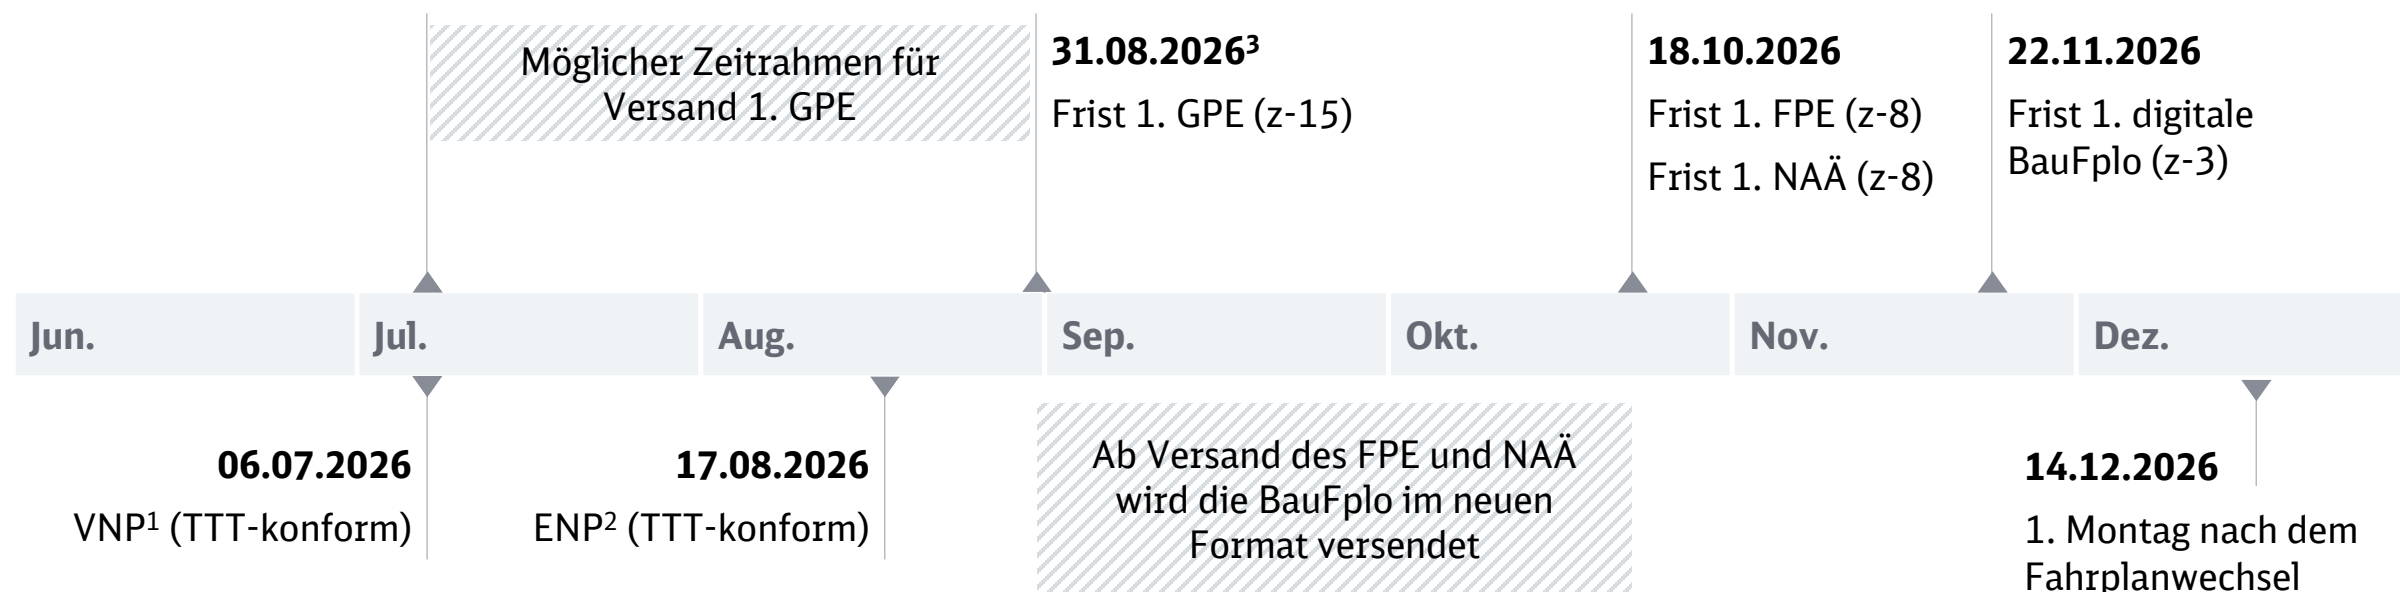 Möglicher Zeitrahmen für
Versand 1. GPE
31.08.2026³
Frist 1. GPE (z-15)
18.10.2026
Frist 1. FPE (z-8)
Frist 1. NAÄ (z-8)
22.11.2026
Frist 1. digitale
BauFplo (z-3)
Jun.
Jul.
Aug.
Sep.
Okt.
Nov.
Dez.
06.07.2026
VNP¹ (TTT-konform)
17.08.2026
ENP² (TTT-konform)
Ab Versand des FPE und NAÄ
wird die BauFplo im neuen
Format versendet
14.12.2026
1. Montag nach dem
Fahrplanwechsel